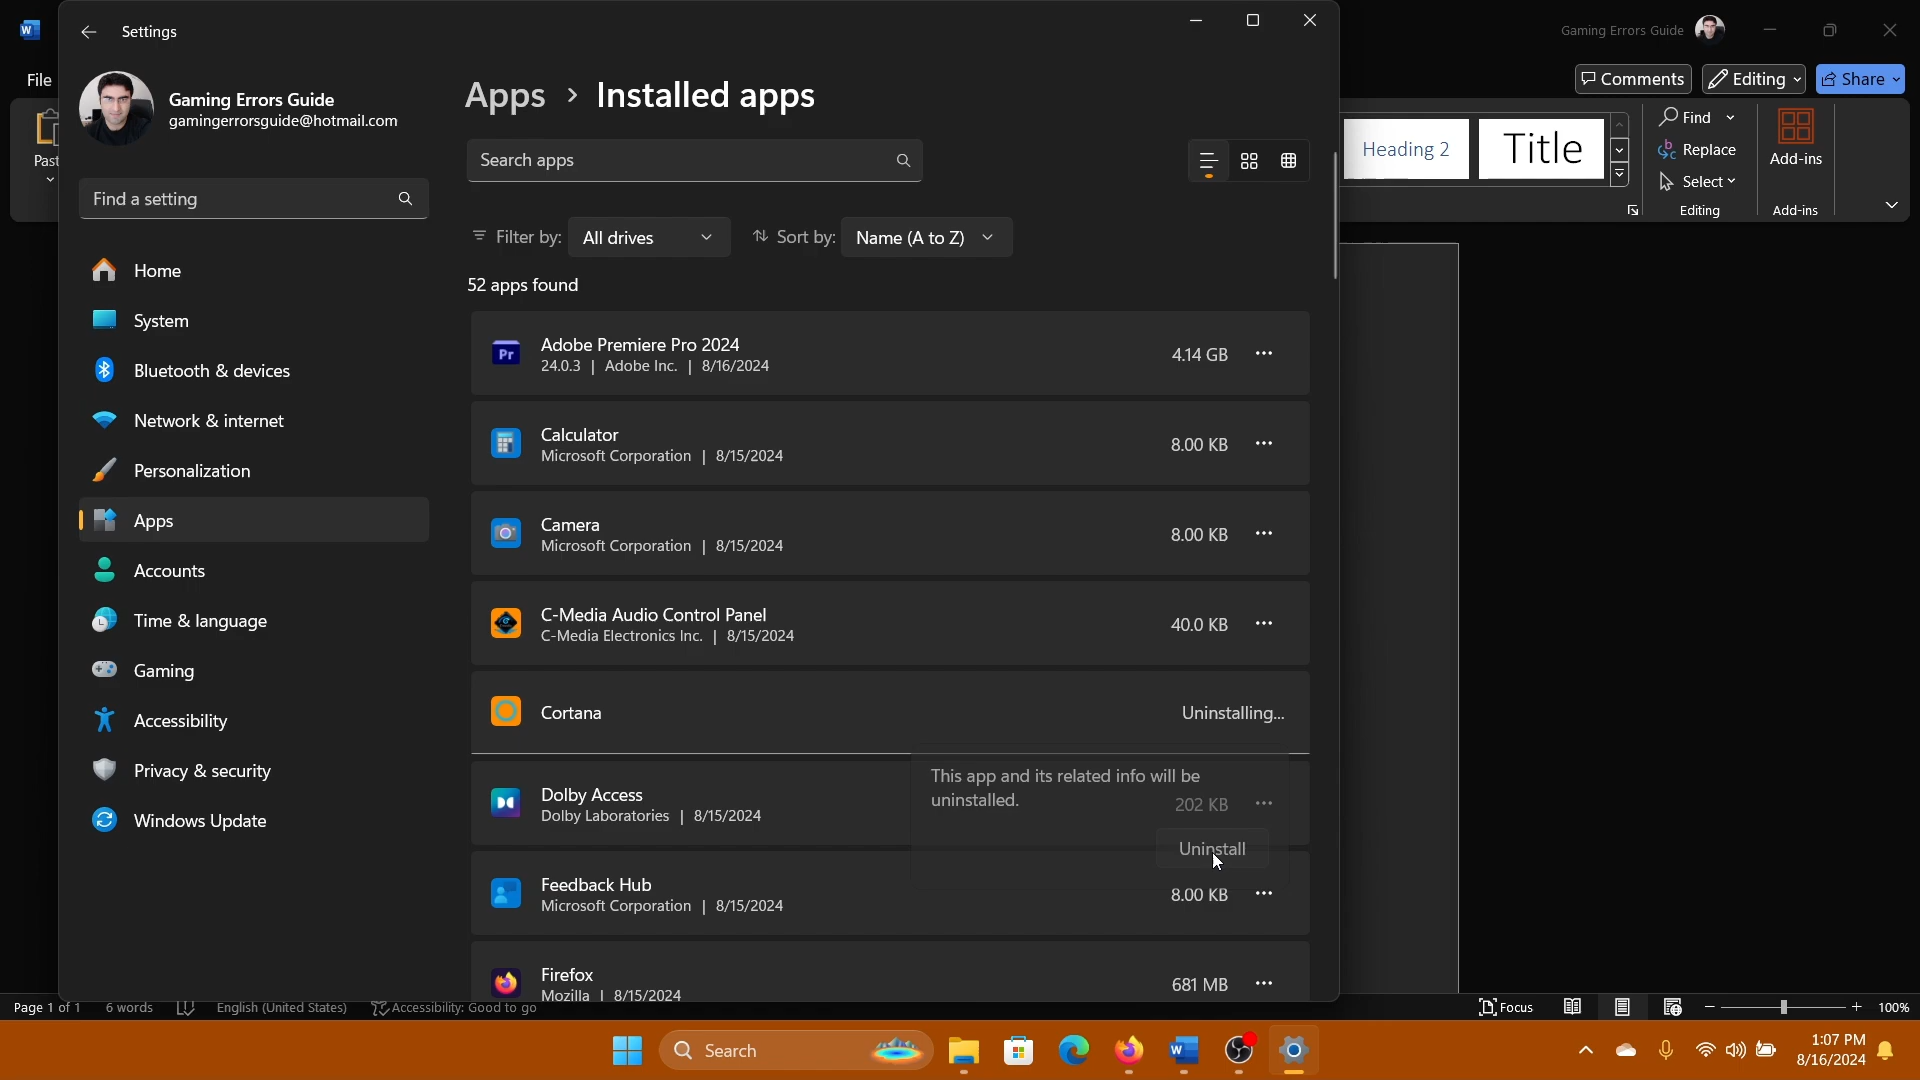 Settings
Gaming Errors Guide
File
Gaming Errors Guide
gamingerrorsguide@hotmail.com
Apps > Installed apps
Comments
Editing
Share
Past
Search apps
Heading 2
Title
Find
Replace
Select
Editing
Add-ins
Add-ins
Find a setting
Filter by:
All drives
Sort by:
Name (A to Z)
Home
52 apps found
System
Adobe Premiere Pro 2024
24.0.3 | Adobe Inc. | 8/16/2024
4.14 GB
Pr
Bluetooth & devices
Network & internet
Calculator
Microsoft Corporation | 8/15/2024
8.00 KB
Personalization
Apps
Camera
Microsoft Corporation | 8/15/2024
8.00 KB
Accounts
Time & language
C-Media Audio Control Panel
C-Media Electronics Inc. | 8/15/2024
40.0 KB
Gaming
Accessibility
Cortana
Uninstalling...
Privacy & security
This app and its related info will be
uninstalled.
Dolby Access
Dolby Laboratories | 8/15/2024
202 KB
Windows Update
Uninstall
Feedback Hub
Microsoft Corporation | 8/15/2024
8.00 KB
Firefox
Mozilla | 8/15/2024
681 MB
Page 1 of 1
6 words
English (United States)
Accessibility: Good to go
Focus
100%
Search
1:07 PM
8/16/2024